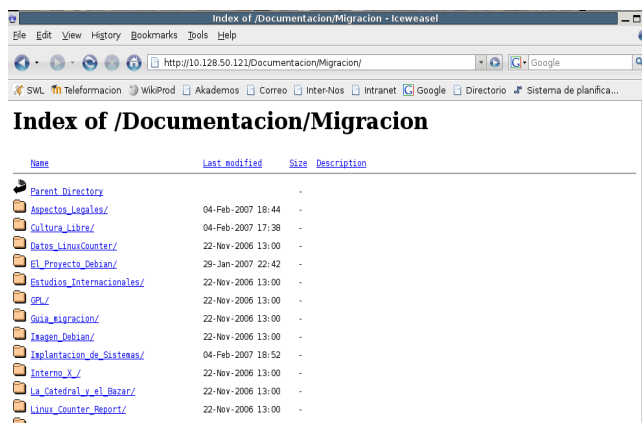 Index of /Documentacion/Migracion - Iceweasel
File Edit View History Bookmarks Tools Help
http://10.128.50.121/Documentacion/Migracion/ Google
SWL Teleformacion WikiProd Akademos Correo Inter-Nos Intranet Google Directorio Sistema de planifica...
Index of /Documentacion/Migracion
Name Last modified Size Description
Parent Directory -
Aspectos_Legales/ 04-Feb-2007 18:44 -
Cultura_Libre/ 04-Feb-2007 17:38 -
Datos_LinuxCounter/ 22-Nov-2006 13:00 -
El_Proyecto_Debian/ 29-Jan-2007 22:42 -
Estudios_Internacionales/ 22-Nov-2006 13:00 -
GPL/ 22-Nov-2006 13:00 -
Guia_migracion/ 22-Nov-2006 13:00 -
Imagen_Debian/ 22-Nov-2006 13:00 -
Implantacion_de_Sistemas/ 04-Feb-2007 18:52 -
Interno_X_/ 22-Nov-2006 13:00 -
La_Catedral_y_el_Bazar/ 22-Nov-2006 13:00 -
Linux_Counter_Report/ 22-Nov-2006 13:00 -